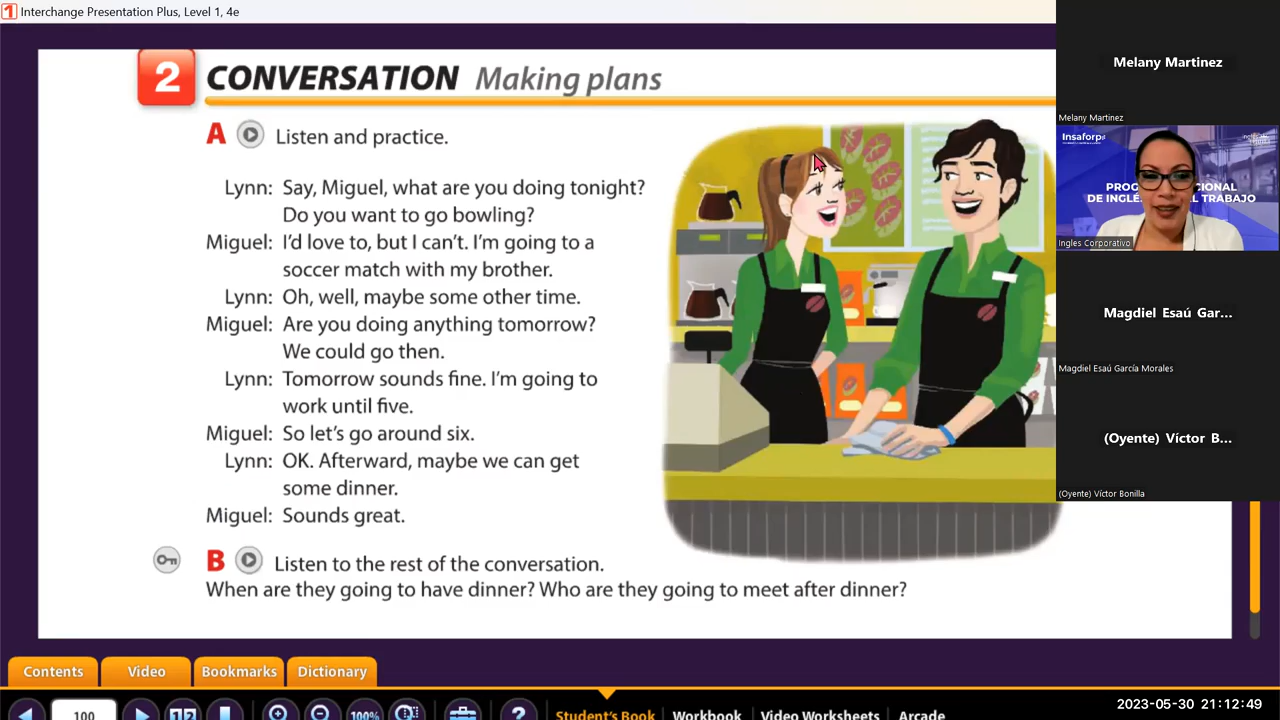 Interchange Presentation Plus, Level 1, 4e
2 CONVERSATION Making plans
A Listen and practice.
Lynn: Say, Miguel, what are you doing tonight?
Do you want to go bowling?
Miguel: I'd love to, but I can't. I'm going to a
soccer match with my brother.
Lynn: Oh, well, maybe some other time.
Miguel: Are you doing anything tomorrow?
We could go then.
Lynn: Tomorrow sounds fine. I'm going to
work until five.
Miguel: So let's go around six.
Lynn: OK. Afterward, maybe we can get
some dinner.
Miguel: Sounds great.
B Listen to the rest of the conversation.
When are they going to have dinner? Who are they going to meet after dinner?
Contents Video Bookmarks Dictionary
100 1 2 100% ? Student's Book Workbook Video Worksheets Arcade
Melany Martinez
Melany Martinez
Insaforp
Ingles Corporativo
Magdiel Esaú Gar...
Magdiel Esaú García Morales
(Oyente) Víctor B...
(Oyente) Víctor Bonilla
2023-05-30 21:12:49